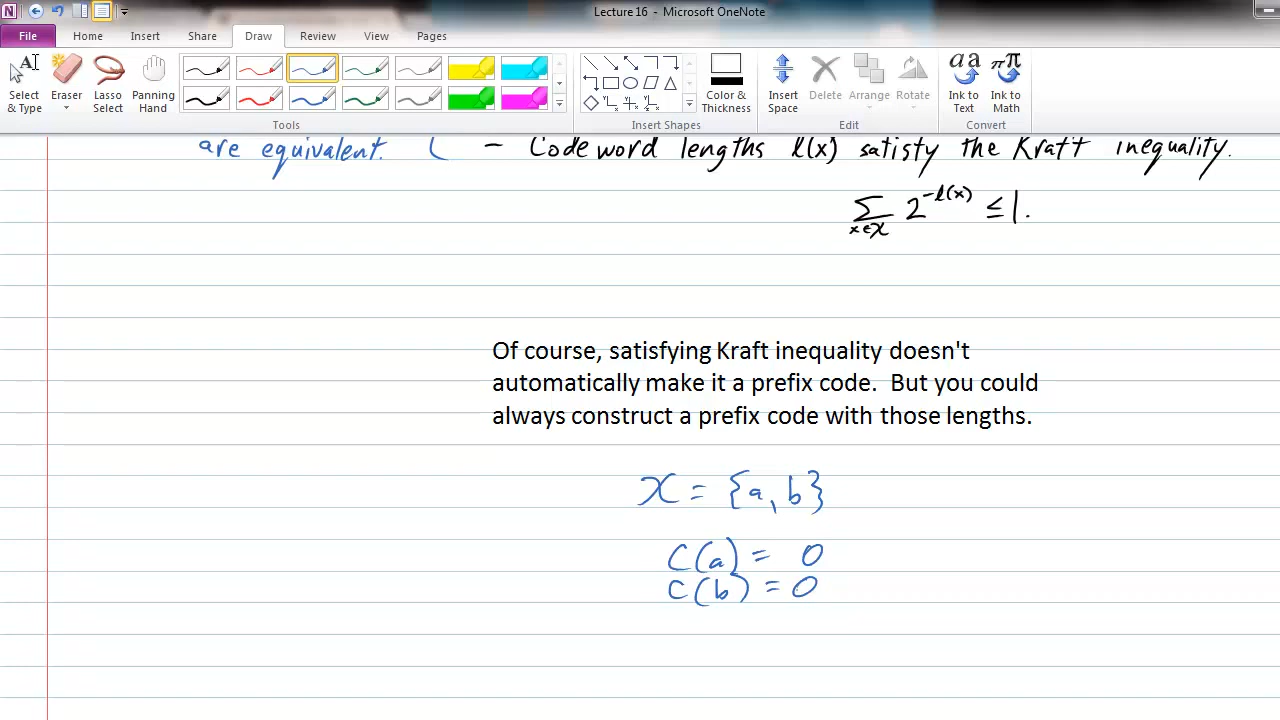 Lecture 16 - Microsoft OneNote
File Home Insert Share Draw Review View Pages
Select & Type Eraser Lasso Select Panning Hand Color & Thickness Insert Space Delete Arrange Rotate Ink to Text Ink to Math
Tools Insert Shapes Edit Convert
are equivalent. ( – Codeword lengths l(x) satisfy the Kraft inequality.
∑_{x∈𝒳} 2^{-l(x)} ≤ 1.
Of course, satisfying Kraft inequality doesn't
automatically make it a prefix code. But you could
always construct a prefix code with those lengths.
𝒳 = {a, b}
C(a) = 0
C(b) = 0